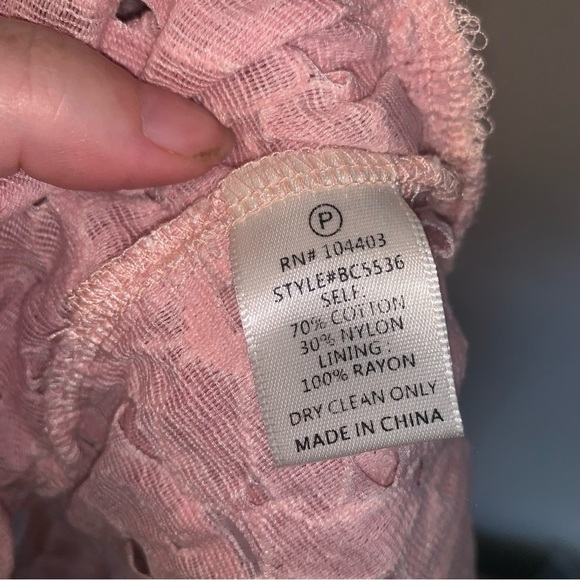 P
RN# 104403
STYLE#BC5536
SELF:
70% COTTON
30% NYLON
LINING :
100% RAYON
DRY CLEAN ONLY
MADE IN CHINA